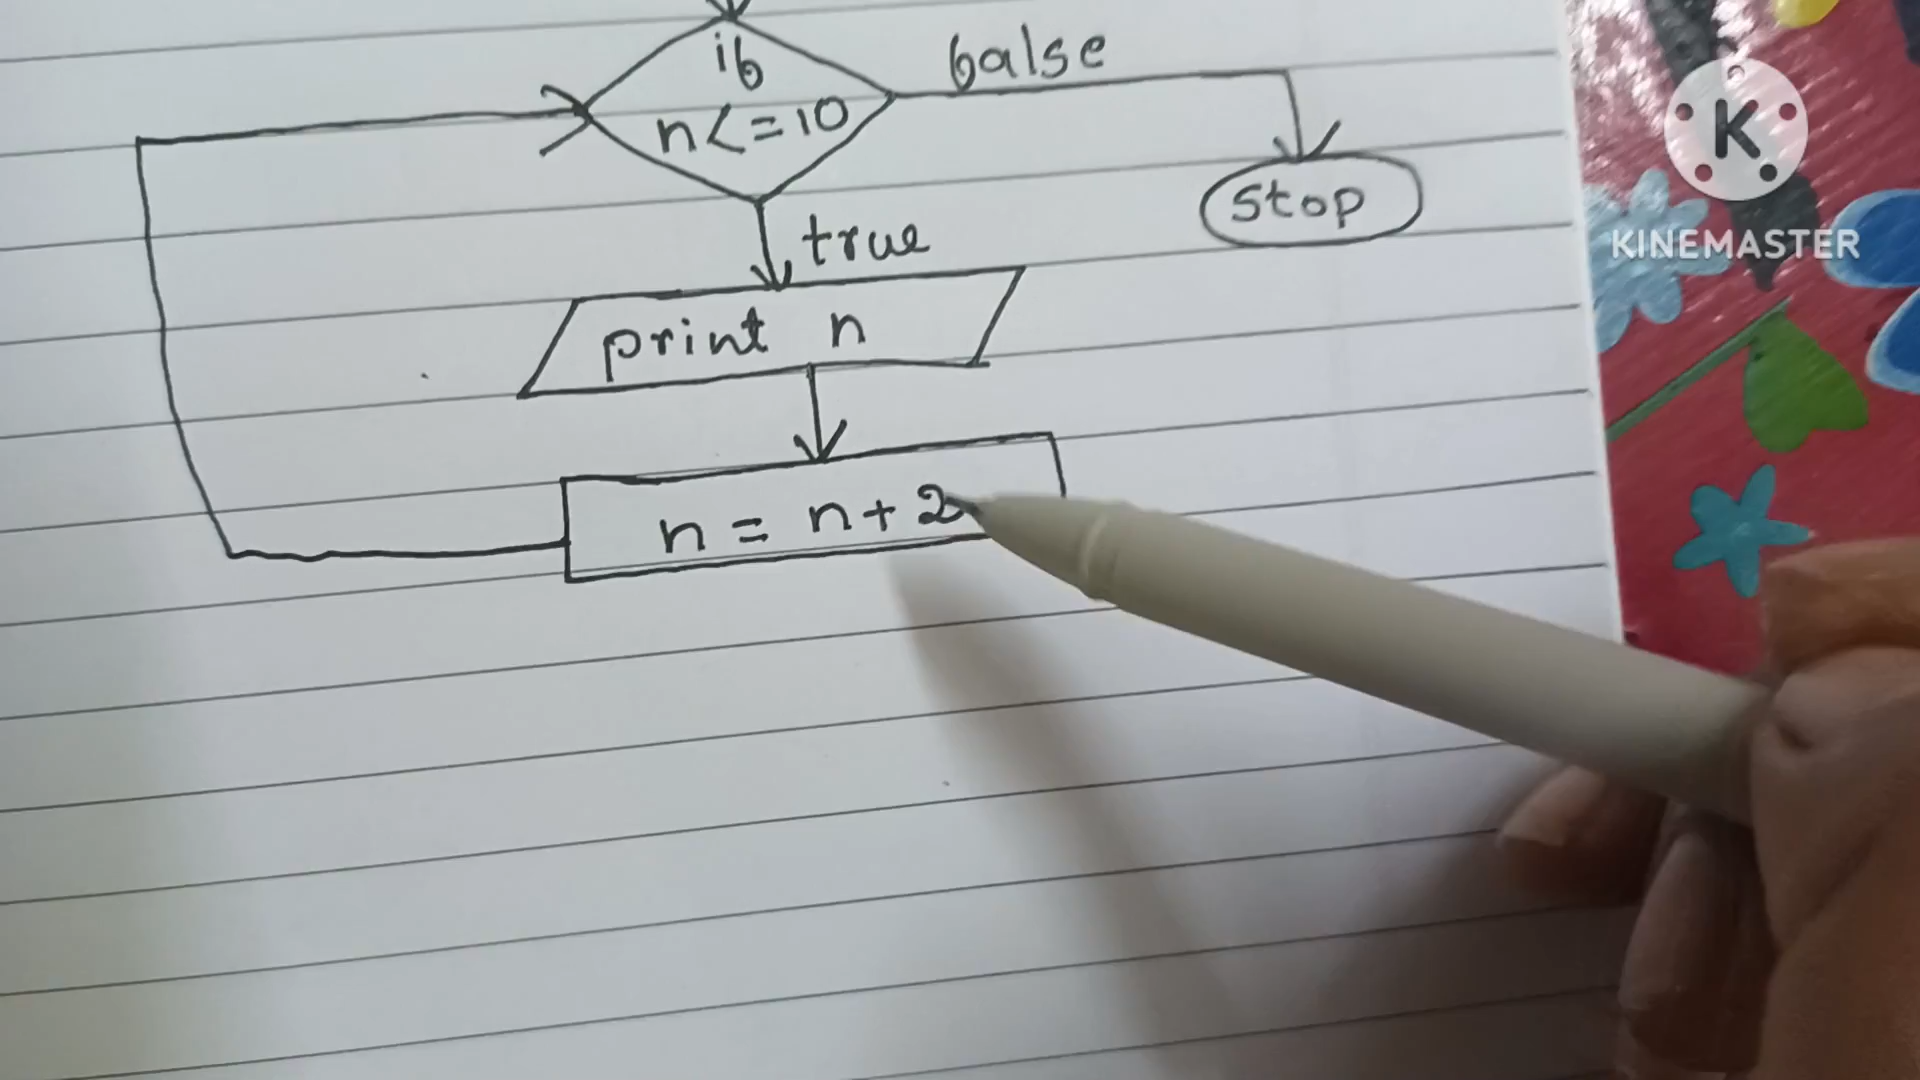 if
n<=10
false
true
stop
print n
n = n+2
K
KINEMASTER